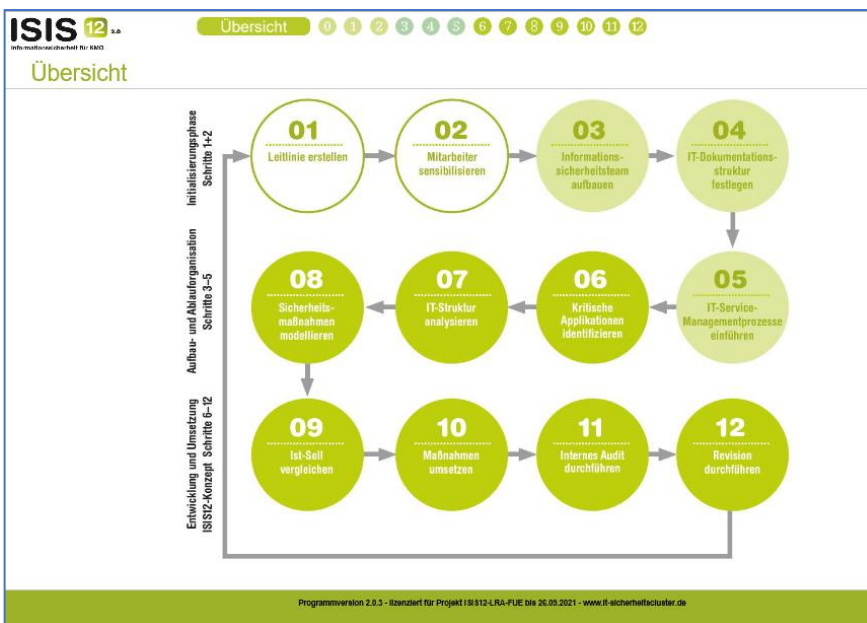 ISIS 12 2.0
Informationssicherheit für KMO
Übersicht 0 1 2 3 4 5 6 7 8 9 10 11 12
Übersicht
Initialisierungsphase
Schritte 1+2
01
Leitlinie erstellen
02
Mitarbeiter
sensibilisieren
03
Informations-
sicherheitsteam
aufbauen
04
IT-Dokumentations-
struktur
festlegen
Aufbau- und Ablauforganisation
Schritte 3–5
08
Sicherheits-
maßnahmen
modellieren
07
IT-Struktur
analysieren
06
Kritische
Applikationen
identifizieren
05
IT-Service-
Managementprozesse
einführen
Entwicklung und Umsetzung
ISIS12-Konzept Schritte 6–12
09
Ist-Soll
vergleichen
10
Maßnahmen
umsetzen
11
Internes Audit
durchführen
12
Revision
durchführen
Programmversion 2.0.3 - lizenziert für Projekt ISIS12-LRA-FUE bis 26.09.2021 - www.it-sicherheitscluster.de